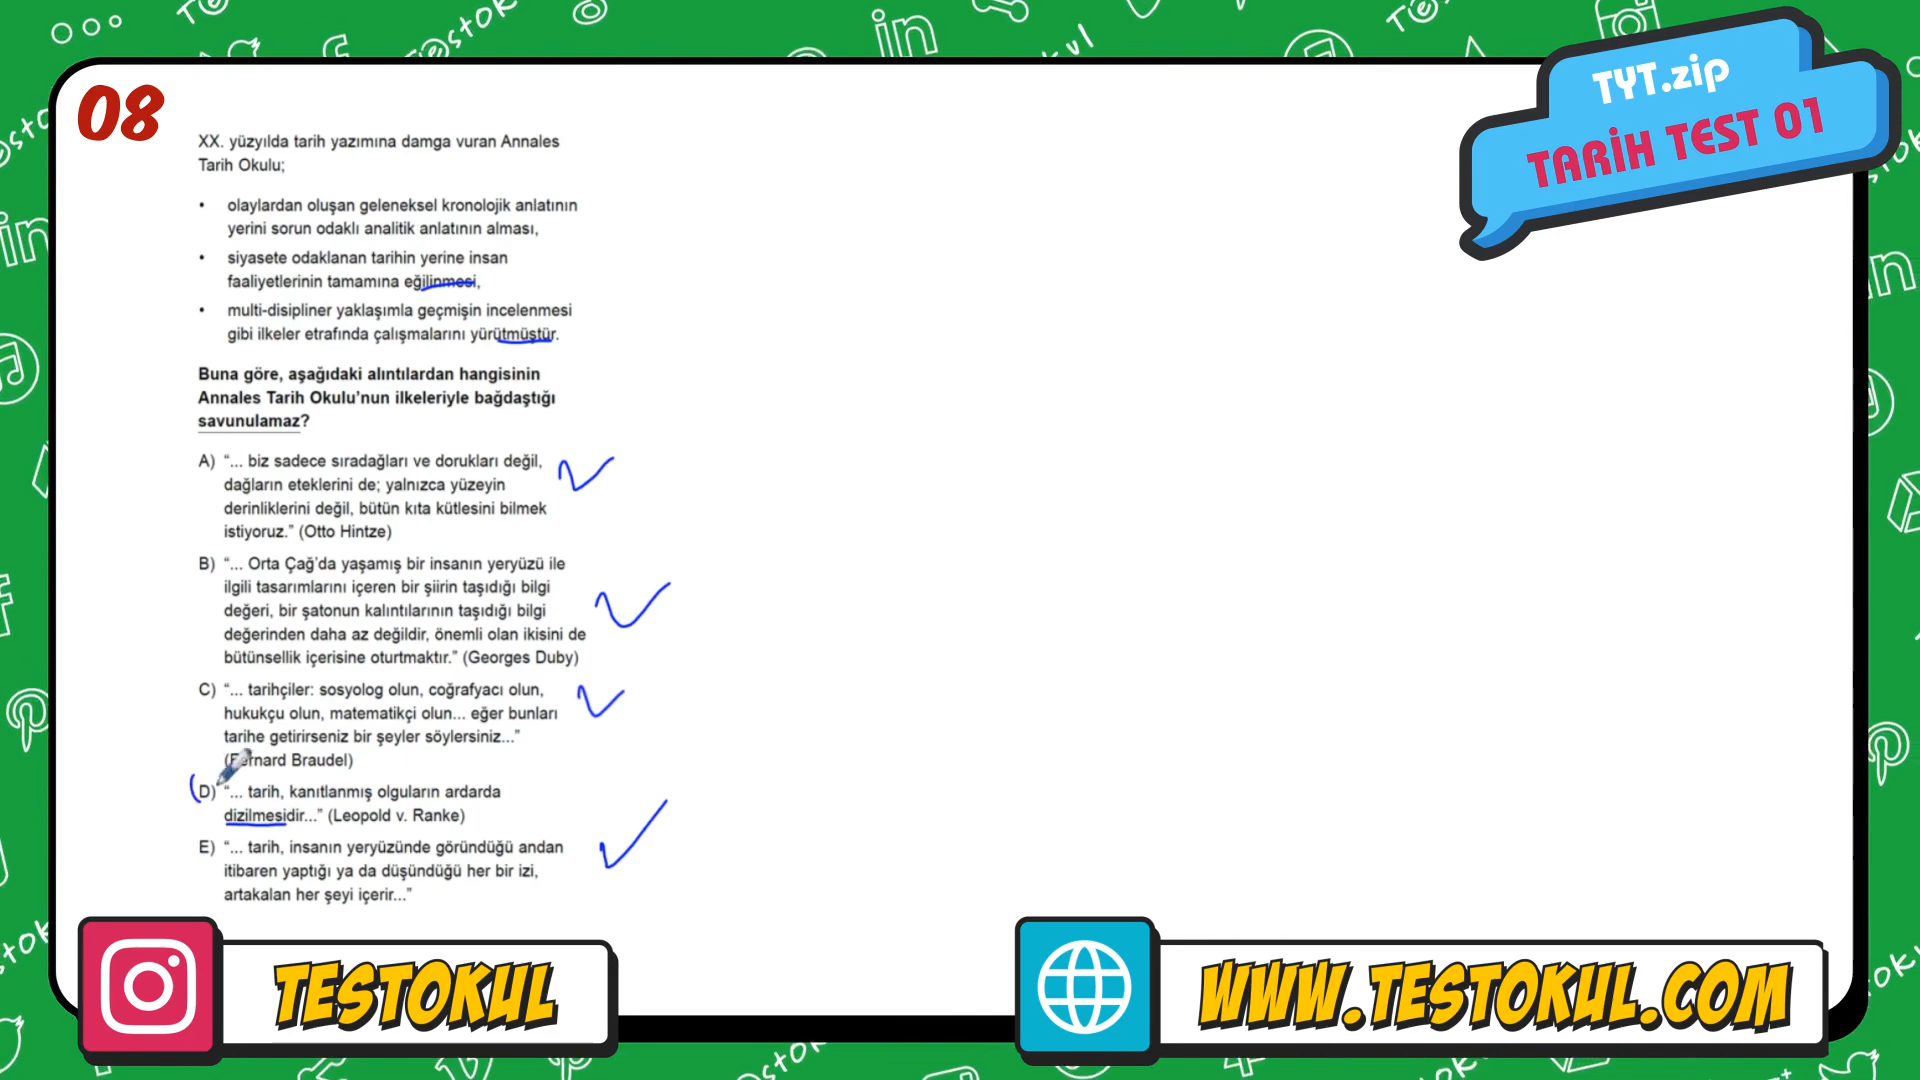 08
TYT.zip
TARİH TEST 01
XX. yüzyılda tarih yazımına damga vuran Annales
Tarih Okulu;
• olaylardan oluşan geleneksel kronolojik anlatının
yerini sorun odaklı analitik anlatının alması,
• siyasete odaklanan tarihin yerine insan
faaliyetlerinin tamamına eğilinmesi,
• multi-disipliner yaklaşımla geçmişin incelenmesi
gibi ilkeler etrafında çalışmalarını yürütmüştür.
Buna göre, aşağıdaki alıntılardan hangisinin
Annales Tarih Okulu’nun ilkeleriyle bağdaştığı
savunulamaz?
A) “... biz sadece sıradağları ve dorukları değil,
dağların eteklerini de; yalnızca yüzeyin
derinliklerini değil, bütün kıta kütlesini bilmek
istiyoruz.” (Otto Hintze)
B) “... Orta Çağ’da yaşamış bir insanın yeryüzü ile
ilgili tasarımlarını içeren bir şiirin taşıdığı bilgi
değeri, bir şatonun kalıntılarının taşıdığı bilgi
değerinden daha az değildir, önemli olan ikisini de
bütünsellik içerisine oturtmaktır.” (Georges Duby)
C) “... tarihçiler: sosyolog olun, coğrafyacı olun,
hukukçu olun, matematikçi olun... eğer bunları
tarihe getirirseniz bir şeyler söylersiniz...”
(Fernard Braudel)
D) “... tarih, kanıtlanmış olguların ardarda
dizilmesidir...” (Leopold v. Ranke)
E) “... tarih, insanın yeryüzünde göründüğü andan
itibaren yaptığı ya da düşündüğü her bir izi,
artakalan her şeyi içerir...”
TESTOKUL
WWW.TESTOKUL.COM